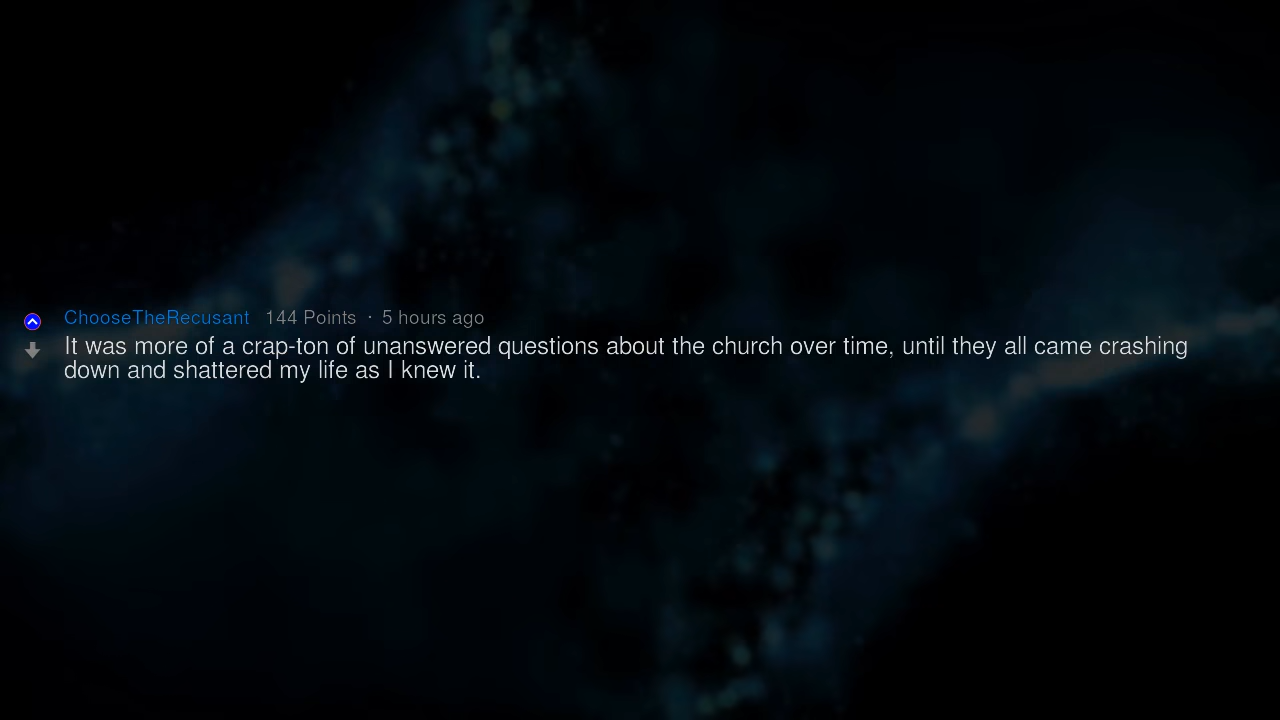 ChooseTheRecusant 144 Points · 5 hours ago
It was more of a crap-ton of unanswered questions about the church over time, until they all came crashing
down and shattered my life as I knew it.